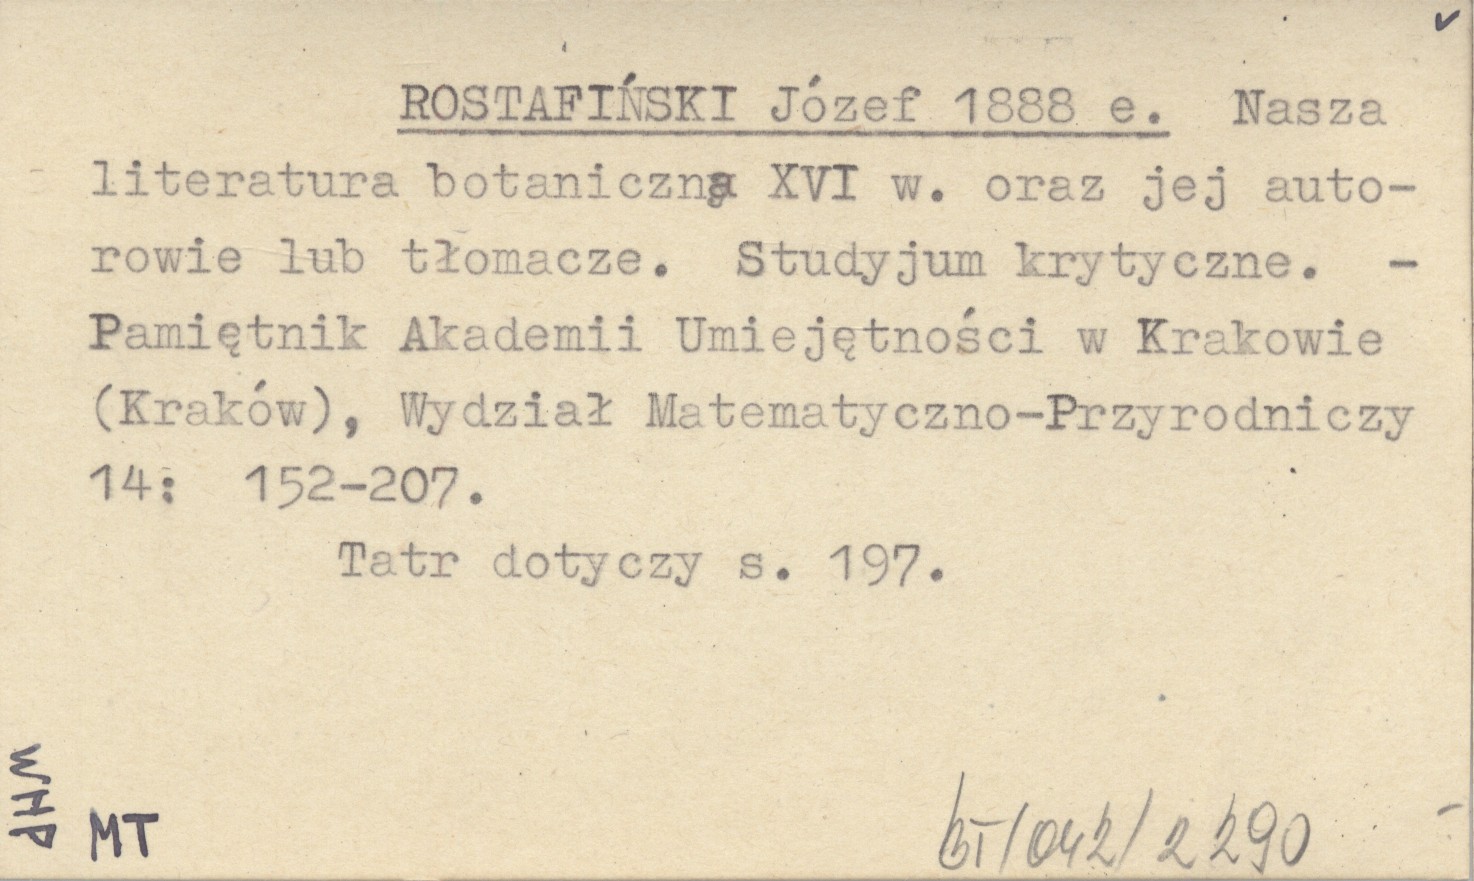 ROSTAFIŃSKI Józef 1888 e. Nasza
literatura botaniczna XVI w. oraz jej auto-
rowie lub tłomacze. Studyjum krytyczne. -
Pamiętnik Akademii Umiejętności w Krakowie
(Kraków), Wydział Matematyczno-Przyrodniczy
14: 152-207.
Tatr dotyczy s. 197.
WHP
MT
BT/042/2290